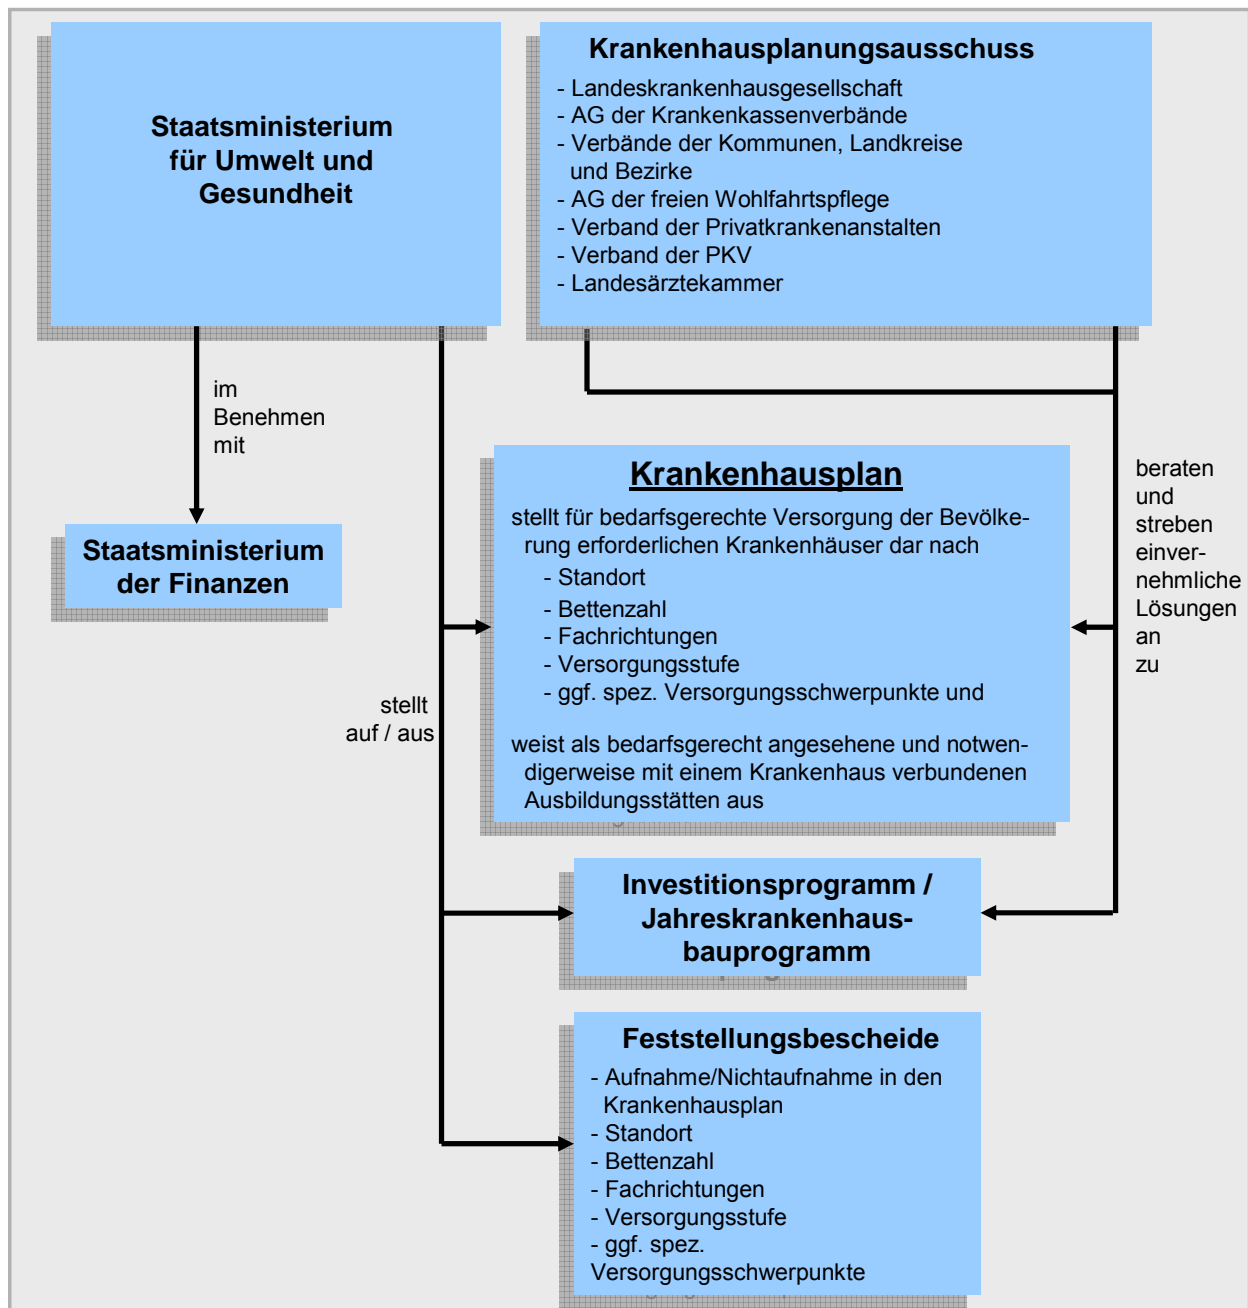 Staatsministerium
für Umwelt und
Gesundheit
Krankenhausplanungsausschuss
- Landeskrankenhausgesellschaft
- AG der Krankenkassenverbände
- Verbände der Kommunen, Landkreise
und Bezirke
- AG der freien Wohlfahrtspflege
- Verband der Privatkrankenanstalten
- Verband der PKV
- Landesärztekammer
im
Benehmen
mit
Staatsministerium
der Finanzen
stellt
auf / aus
Krankenhausplan
stellt für bedarfsgerechte Versorgung der Bevölke-
rung erforderlichen Krankenhäuser dar nach
- Standort
- Bettenzahl
- Fachrichtungen
- Versorgungsstufe
- ggf. spez. Versorgungsschwerpunkte und
weist als bedarfsgerecht angesehene und notwen-
digerweise mit einem Krankenhaus verbundenen
Ausbildungsstätten aus
beraten
und
streben
einver-
nehmliche
Lösungen
an
zu
Investitionsprogramm /
Jahreskrankenhaus-
bauprogramm
Feststellungsbescheide
- Aufnahme/Nichtaufnahme in den
Krankenhausplan
- Standort
- Bettenzahl
- Fachrichtungen
- Versorgungsstufe
- ggf. spez.
Versorgungsschwerpunkte